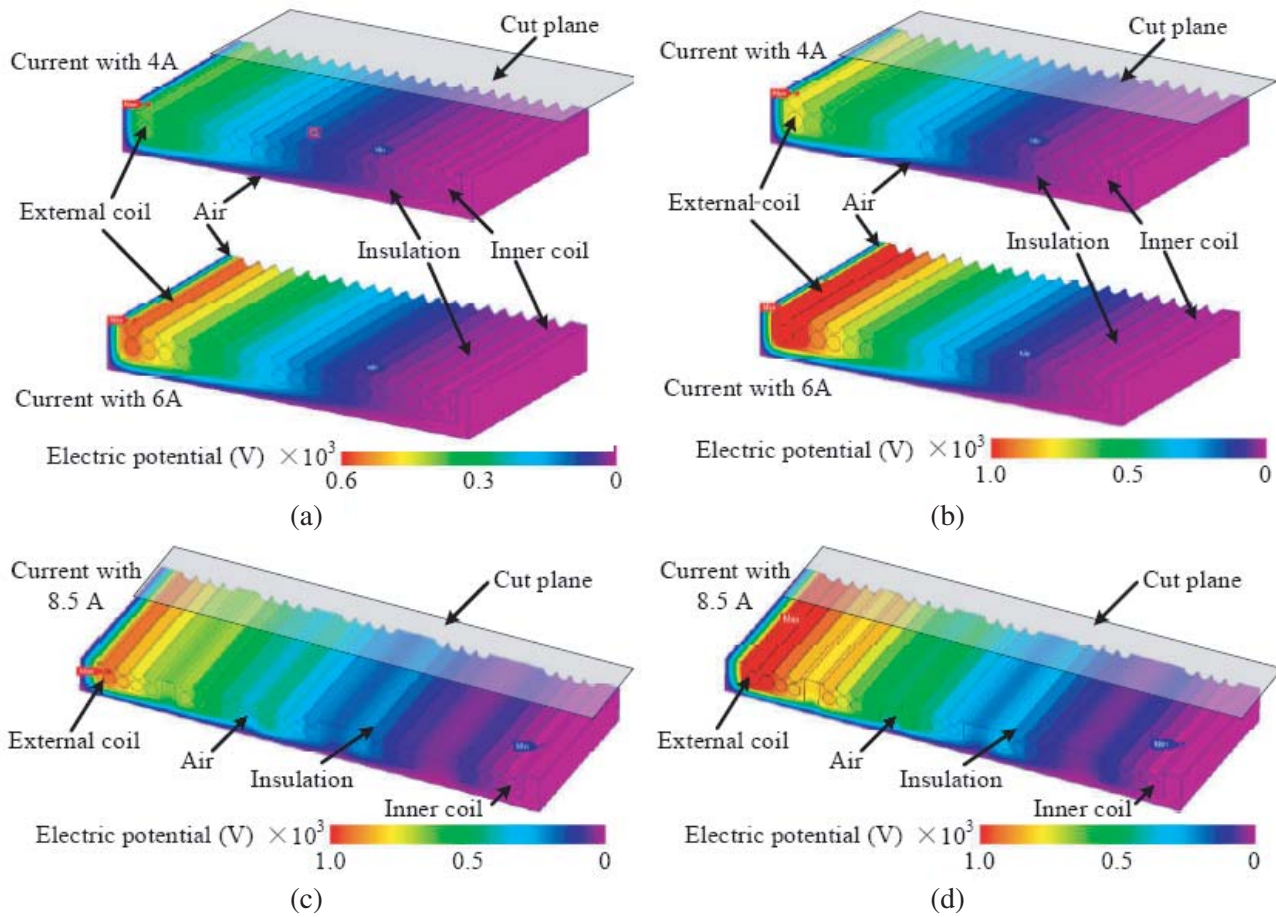 Cut plane
Current with 4A
External coil
Air
Insulation
Inner coil
Current with 6A
Electric potential (V) ×10³
0.6 0.3 0
(a)
Cut plane
Current with 4A
External coil
Air
Insulation
Inner coil
Current with 6A
Electric potential (V) ×10³
1.0 0.5 0
(b)
Current with
8.5 A
Cut plane
External coil
Air
Insulation
Min
Inner coil
Electric potential (V) ×10³
1.0 0.5 0
(c)
Current with
8.5 A
Cut plane
Max
External coil
Air
Insulation
Min
Inner coil
Electric potential (V) ×10³
1.0 0.5 0
(d)